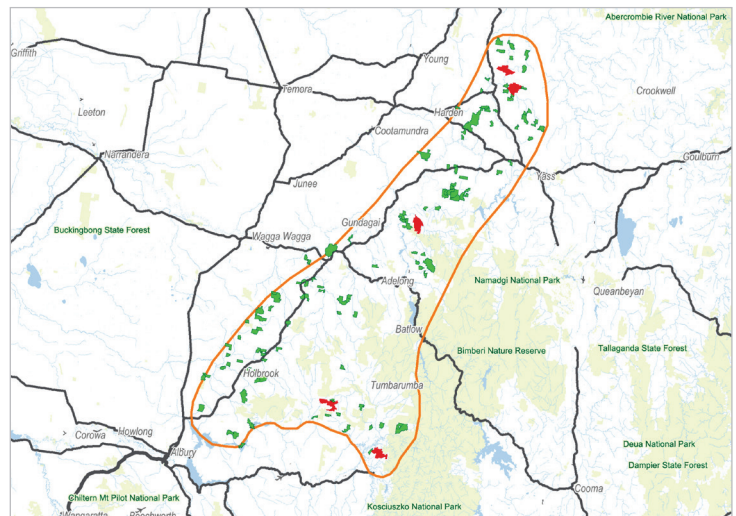 Abercrombie River National Park
Griffith
Young
Temora
Crookwell
Leeton
Harden
Cootamundra
Narrandera
Goulburn
Yass
Junee
Gundagai
Buckingbong State Forest
Wagga Wagga
Adelong
Namadgi National Park
Queanbeyan
Batlow
Bimberi Nature Reserve
Tallaganda State Forest
Holbrook
Tumbarumba
Corowa
Howlong
Albury
Deua National Park
Dampier State Forest
Cooma
Chiltern Mt Pilot National Park
Kosciuszko National Park
Wangaratta
Beechworth